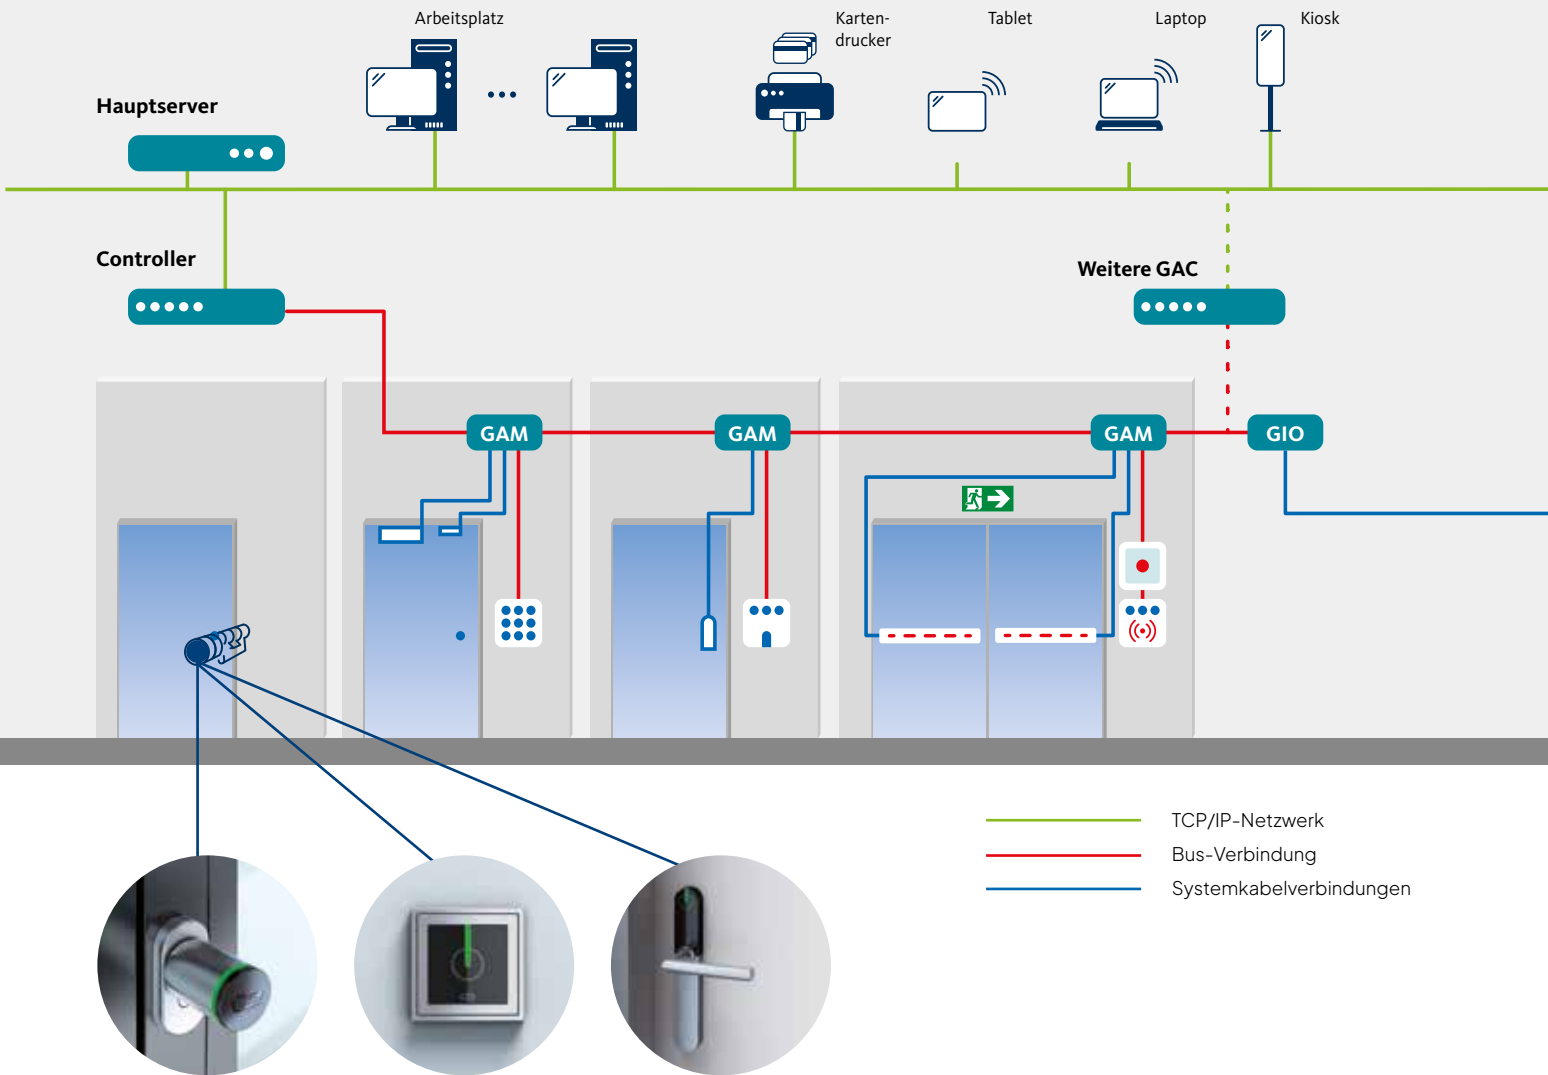 Arbeitsplatz
Karten-
drucker
Tablet
Laptop
Kiosk
Hauptserver
Controller
Weitere GAC
GAM
GAM
GAM
GIO
TCP/IP-Netzwerk
Bus-Verbindung
Systemkabelverbindungen